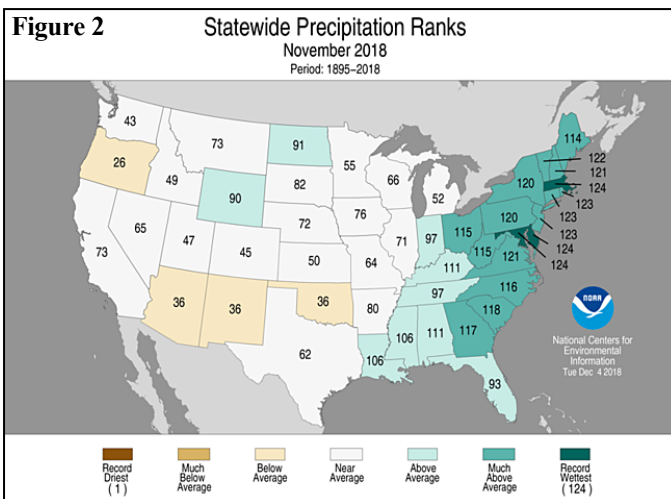 Figure 2
Statewide Precipitation Ranks
November 2018
Period: 1895-2018
43
73
91
55
66
52
114
122
121
124
123
123
124
124
26
49
90
82
76
71
97
115
120
120
73
65
47
45
72
50
64
111
115
121
36
36
36
80
97
116
118
62
106
106
111
117
93
NOAA
National Centers for
Environmental
Information
Tue Dec 4 2018
Record
Driest
(1)
Much
Below
Average
Below
Average
Near
Average
Above
Average
Much
Above
Average
Record
Wettest
(124)